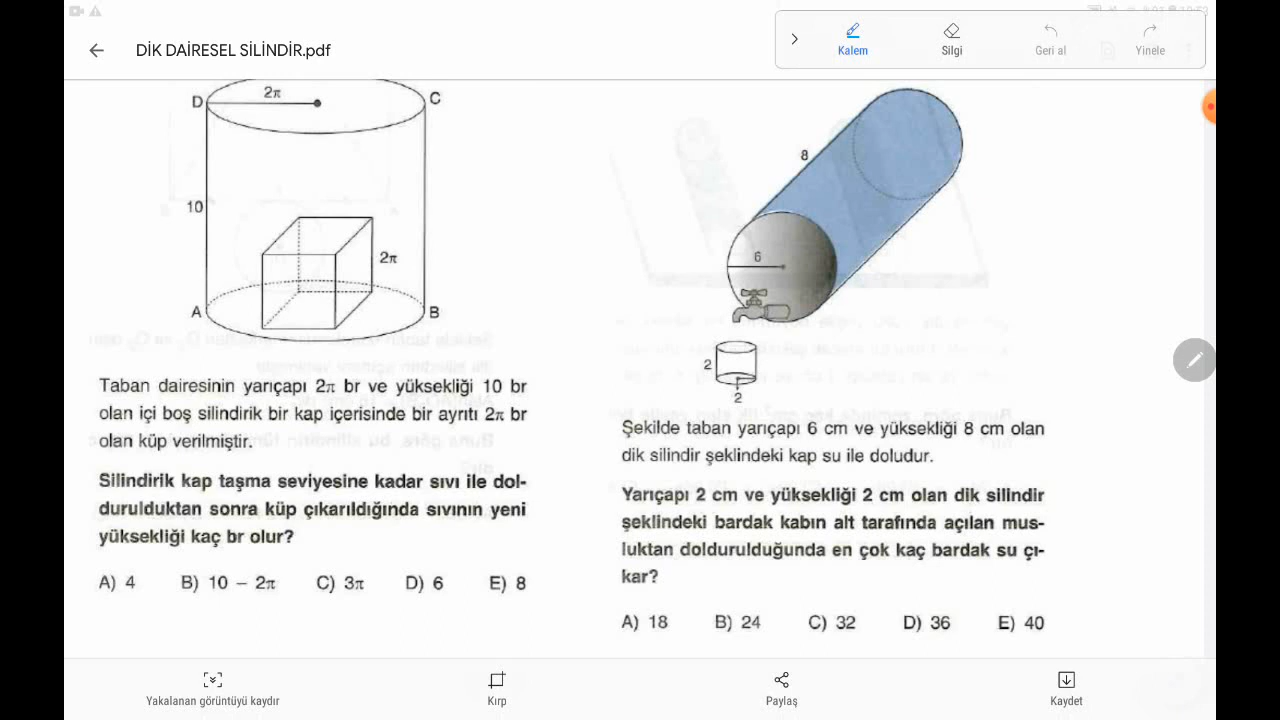 DİK DAİRESEL SİLİNDİR.pdf
Kalem
Silgi
Geri al
Yinele
D
2π
C
10
2π
A
B
Taban dairesinin yarıçapı 2π br ve yüksekliği 10 br
olan içi boş silindirik bir kap içerisinde bir ayrıtı 2π br
olan küp verilmiştir.
Silindirik kap taşma seviyesine kadar sıvı ile dol-
durulduktan sonra küp çıkarıldığında sıvının yeni
yüksekliği kaç br olur?
A) 4 B) 10 – 2π C) 3π D) 6 E) 8
8
6
2
2
Şekilde taban yarıçapı 6 cm ve yüksekliği 8 cm olan
dik silindir şeklindeki kap su ile doludur.
Yarıçapı 2 cm ve yüksekliği 2 cm olan dik silindir
şeklindeki bardak kabın alt tarafında açılan mus-
luktan doldurulduğunda en çok kaç bardak su çı-
kar?
A) 18 B) 24 C) 32 D) 36 E) 40
Yakalanan görüntüyü kaydır
Kırp
Paylaş
Kaydet